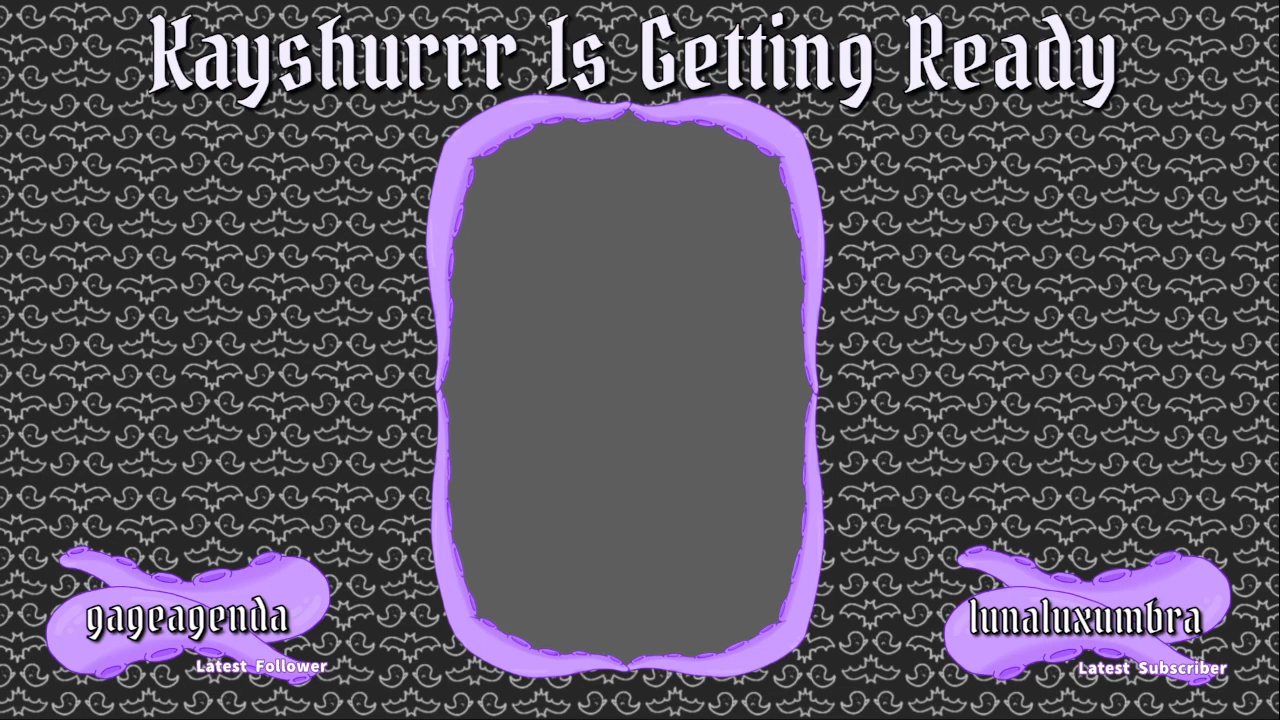 Kayshurrr Is Getting Ready
gageagenda
Latest Follower
lunaluxumbra
Latest Subscriber